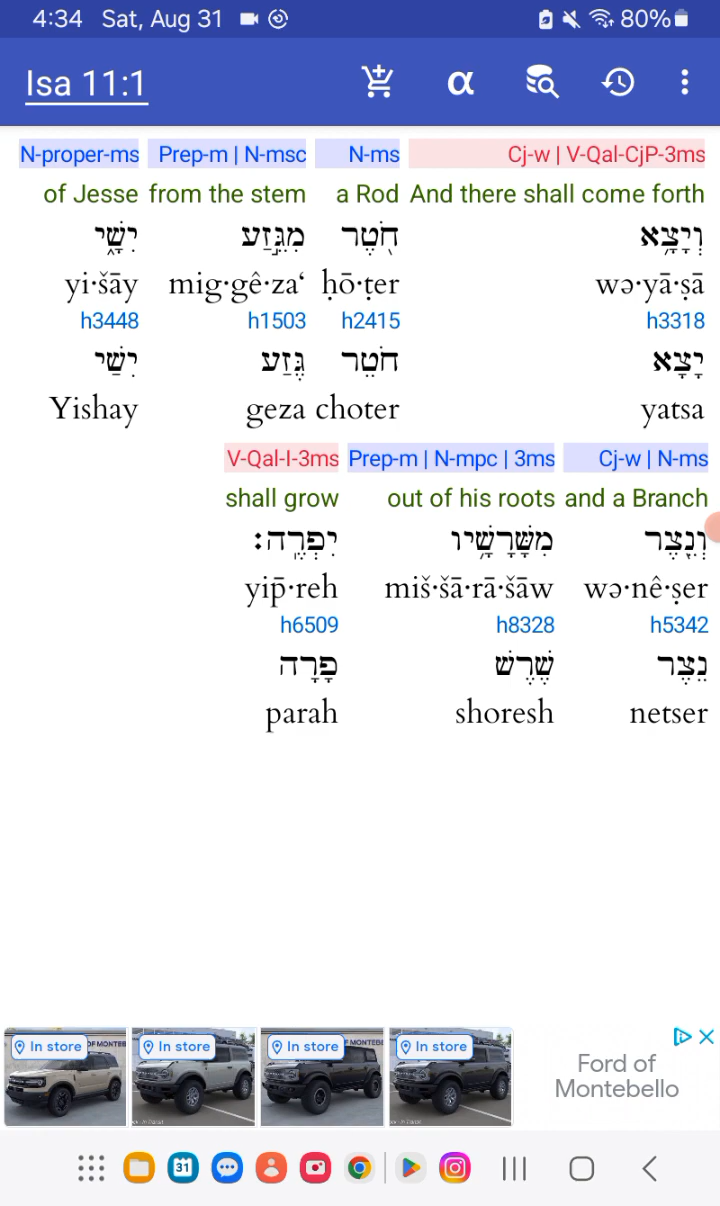 4:34 Sat, Aug 31 80%
Isa 11:1 α
N-proper-ms Prep-m | N-msc N-ms Cj-w | V-Qal-CjP-3ms
of Jesse from the stem a Rod And there shall come forth
וְיָצָ֥א חֹ֖טֶר מִגֵּ֣זַע יִשָׁ֑י
yi·šāy mig·gê·za‘ ḥō·ṭer wə·yā·ṣā
h3448 h1503 h2415 h3318
יָצָא חֹטֵר גֶּזַע יִשַׁי
Yishay geza choter yatsa
V-Qal-I-3ms Prep-m | N-mpc | 3ms Cj-w | N-ms
shall grow out of his roots and a Branch
וְנֵ֖צֶר מִשָּׁרָשָׁ֥יו יִפְרֶֽה׃
yip̄·reh miš·šā·rā·šāw wə·nê·ṣer
h6509 h8328 h5342
נֵצֶר שֶׁרֶשׁ פָּרָה
parah shoresh netser
In store In store In store In store
Ford of
Montebello
31